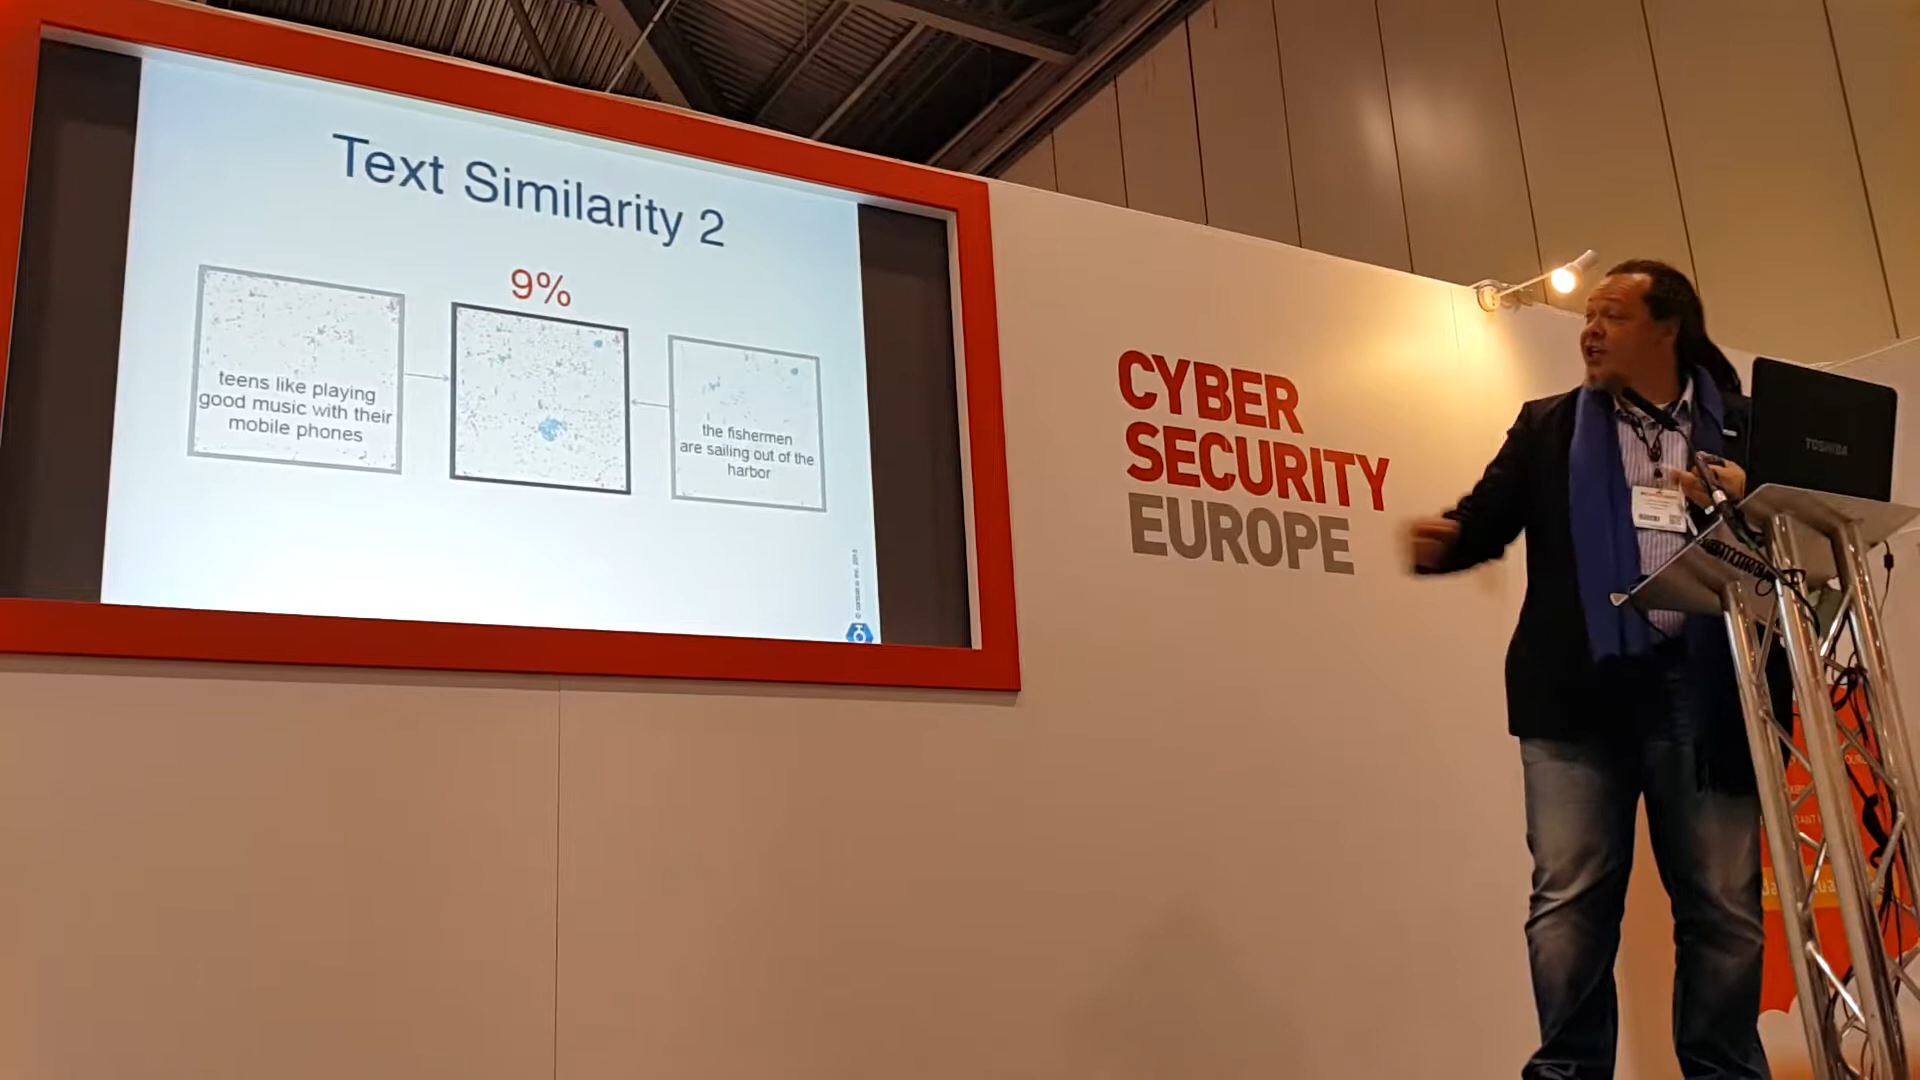 Text Similarity 2
9%
teens like playing
good music with their
mobile phones
the fishermen
are sailing out of the
harbor
CYBER
SECURITY
EUROPE
TOSHIBA